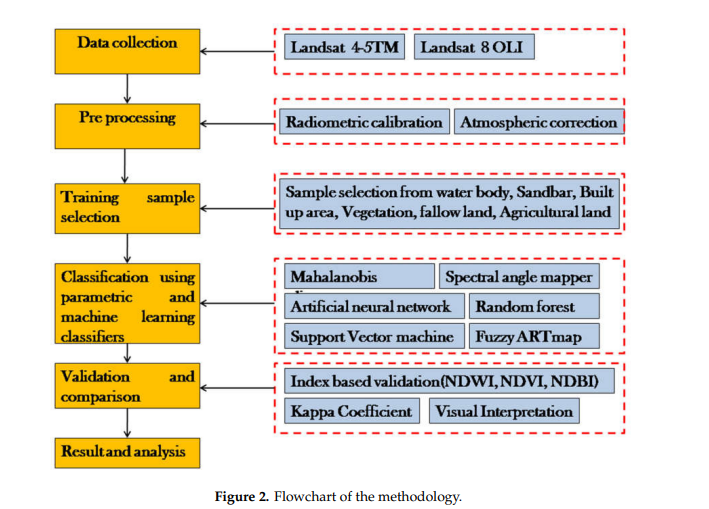 Data collection
Landsat 4-5TM
Landsat 8 OLI
Pre processing
Radiometric calibration
Atmospheric correction
Training sample
selection
Sample selection from water body, Sandbar, Built
up area, Vegetation, fallow land, Agricultural land
Classification using
parametric and
machine learning
classifiers
Mahalanobis
Spectral angle mapper
Artificial neural network
Random forest
Support Vector machine
Fuzzy ARTmap
Validation and
comparison
Index based validation(NDWI, NDVI, NDBI)
Kappa Coefficient
Visual Interpretation
Result and analysis
Figure 2. Flowchart of the methodology.